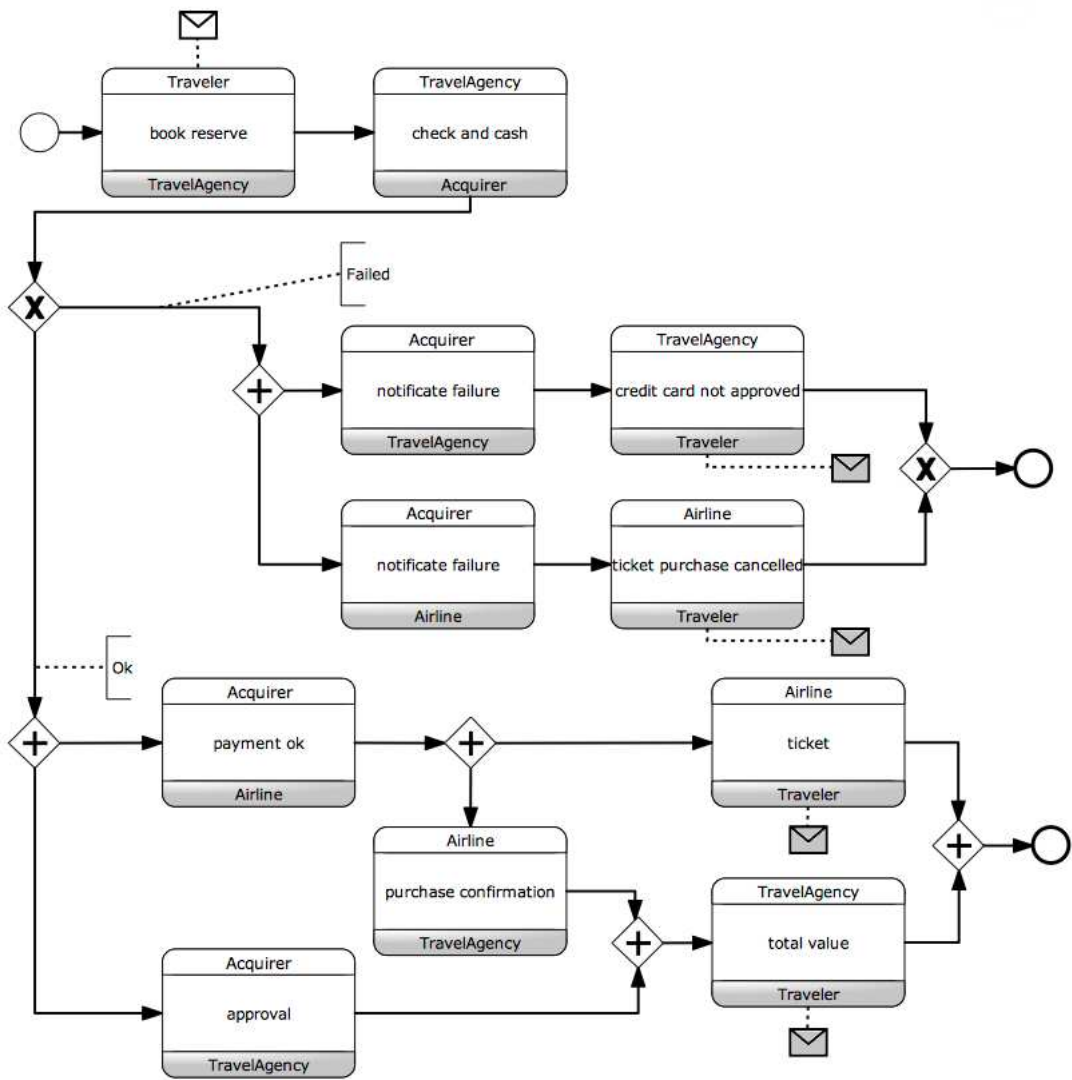 Traveler
book reserve
TravelAgency
TravelAgency
check and cash
Acquirer
X
Failed
+
Acquirer
notificate failure
TravelAgency
TravelAgency
credit card not approved
Traveler
X
Acquirer
notificate failure
Airline
Airline
ticket purchase cancelled
Traveler
Ok
+
Acquirer
payment ok
Airline
+
Airline
ticket
Traveler
Airline
purchase confirmation
TravelAgency
+
+
TravelAgency
total value
Traveler
Acquirer
approval
TravelAgency